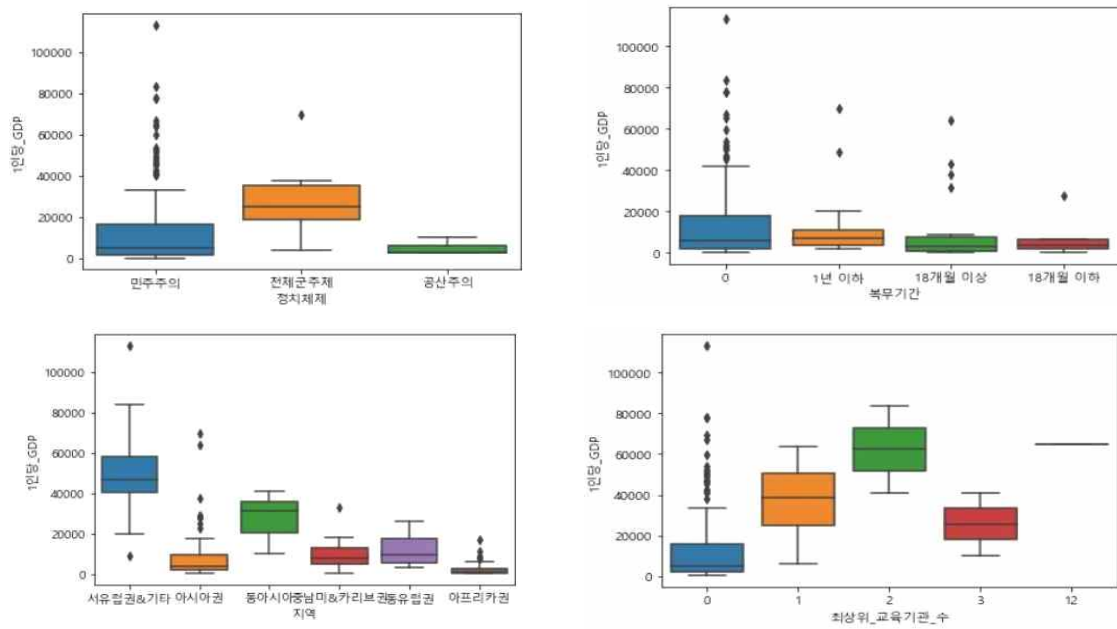 100000
80000
60000
40000
20000
0
1인당_GDP
민주주의
전제군주제
공산주의
정치체제
100000
80000
60000
40000
20000
0
1인당_GDP
0
1년 이하
18개월 이상
18개월 이하
복무기간
100000
80000
60000
40000
20000
0
1인당_GDP
서유럽권&기타
아시아권
동아시아
중남미&카리브권
동유럽권
아프리카권
지역
100000
80000
60000
40000
20000
0
1인당_GDP
0
1
2
3
12
최상위_교육기관_수